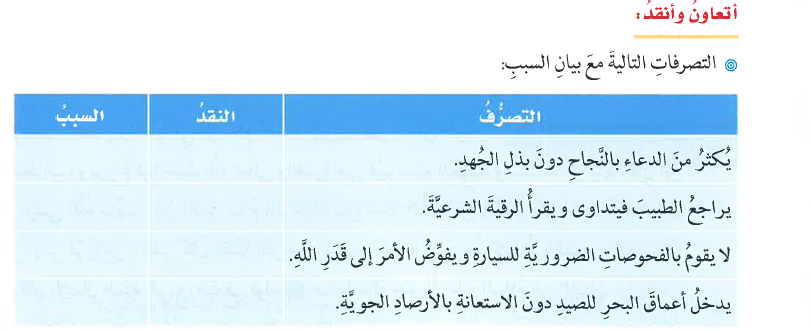 أتعاونُ وأنقدُ:
التصرفاتِ التاليةَ معَ بيانِ السببِ:
التصرُّفُ النقدُ السببُ
يُكثرُ منَ الدعاءِ بالنَّجاحِ دونَ بذلِ الجُهدِ.
يراجعُ الطبيبَ فيتداوى ويقرأُ الرقيةَ الشرعيَّةَ.
لا يقومُ بالفحوصاتِ الضروريَّةِ للسيارةِ ويفوِّضُ الأمرَ إلى قَدَرِ اللَّهِ.
يدخلُ أعماقَ البحرِ للصيدِ دونَ الاستعانةِ بالأرصادِ الجويَّةِ.